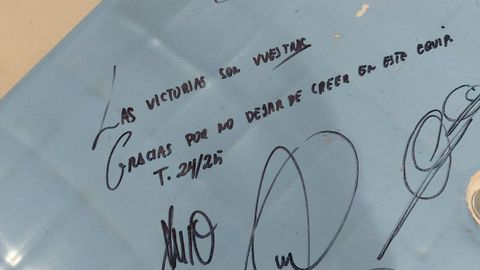 Las victorias son vuestras
Gracias por no dejar de creer en este equip.
T. 24/25